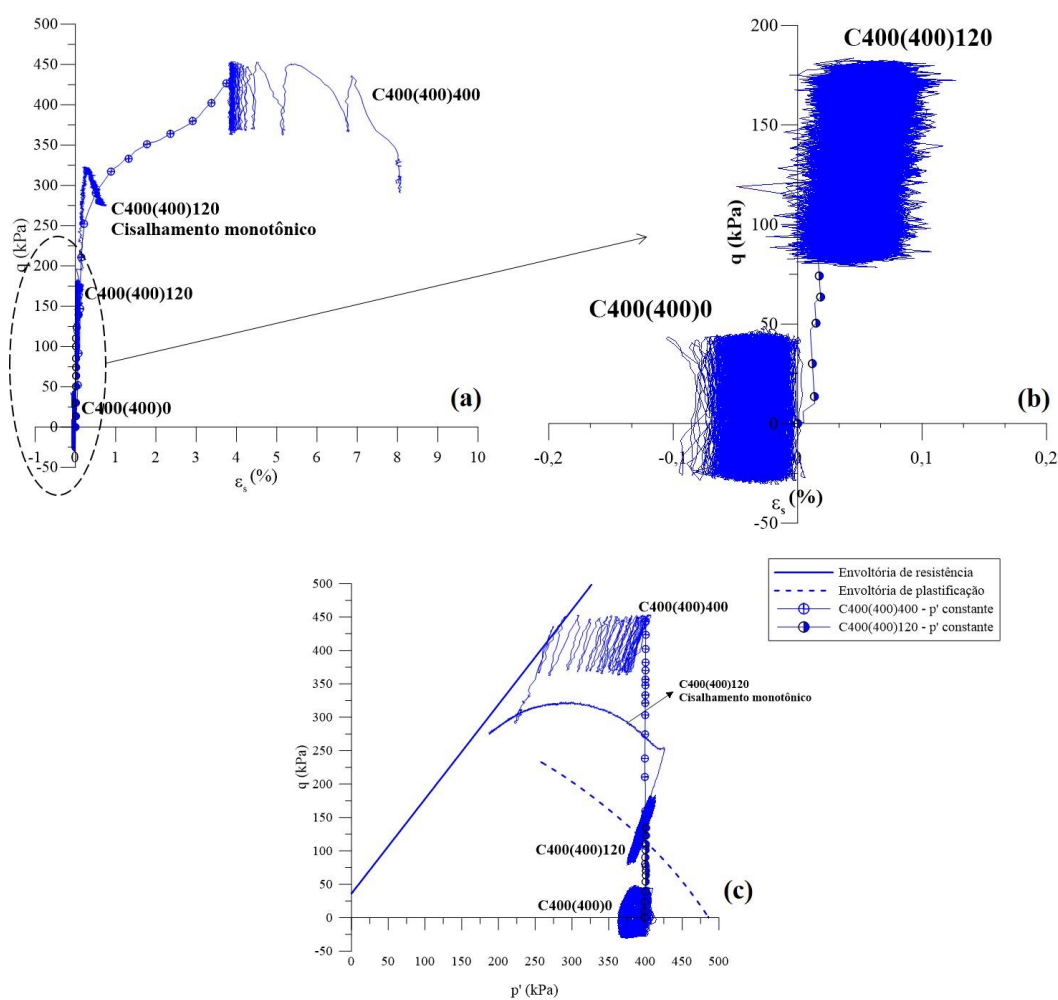 500
450
400
350
300
250
200
150
100
50
0
-50
q (kPa)
C400(400)400
C400(400)120
Cisalhamento monotônico
C400(400)120
C400(400)0
(a)
-1
0
1
2
3
4
5
6
7
8
9
10
εs (%)
200
150
100
50
0
-50
q (kPa)
C400(400)120
C400(400)0
(b)
-0,2
-0,1
0
0,1
0,2
εs (%)
Envoltória de resistência
Envoltória de plastificação
C400(400)400 - p' constante
C400(400)120 - p' constante
500
450
400
350
300
250
200
150
100
50
0
-50
q (kPa)
C400(400)400
C400(400)120
Cisalhamento monotônico
C400(400)120
C400(400)0
(c)
0
50
100
150
200
250
300
350
400
450
500
p' (kPa)